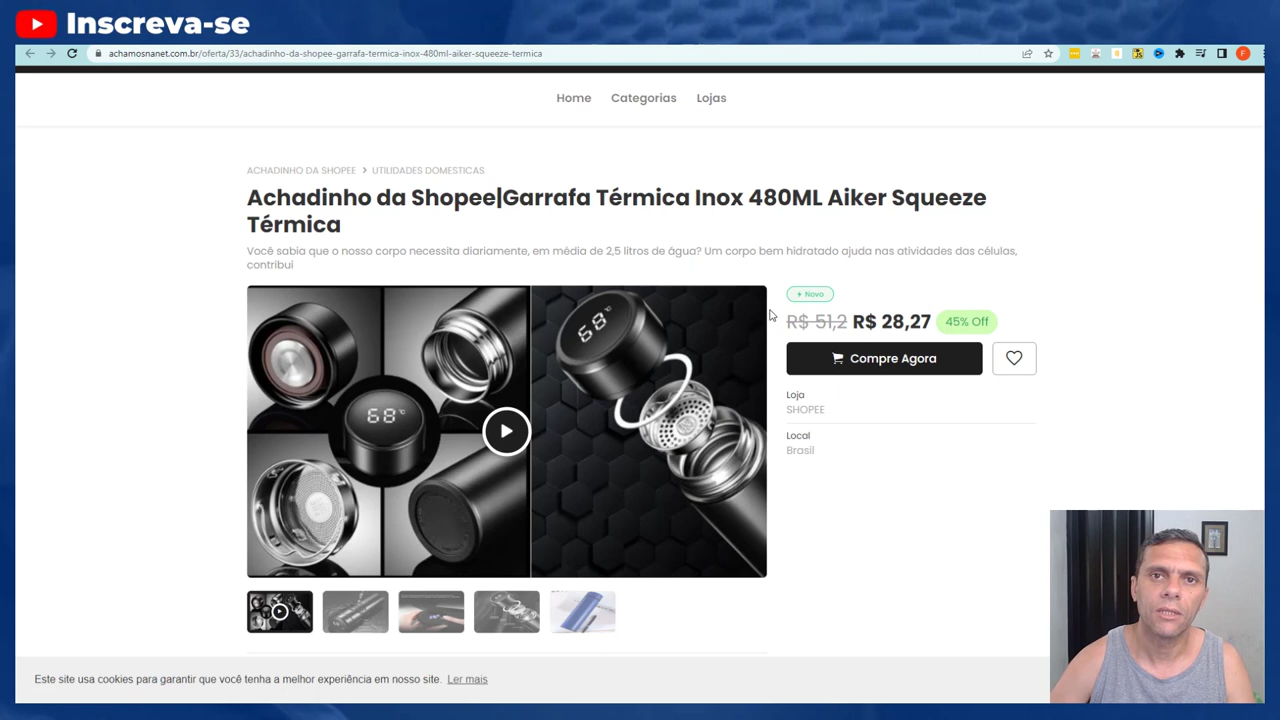 Inscreva-se
achamosnanet.com.br/oferta/33/achadinho-da-shopee-garrafa-termica-inox-480ml-aiker-squeeze-termica
Home Categorias Lojas
ACHADINHO DA SHOPEE > UTILIDADES DOMESTICAS
Achadinho da Shopee|Garrafa Térmica Inox 480ML Aiker Squeeze
Térmica
Você sabia que o nosso corpo necessita diariamente, em média de 2,5 litros de água? Um corpo bem hidratado ajuda nas atividades das células,
contribui
Novo
R$ 51,2 R$ 28,27 45% Off
Compre Agora
Loja
SHOPEE
Local
Brasil
68°C
68°C
Este site usa cookies para garantir que você tenha a melhor experiência em nosso site. Ler mais